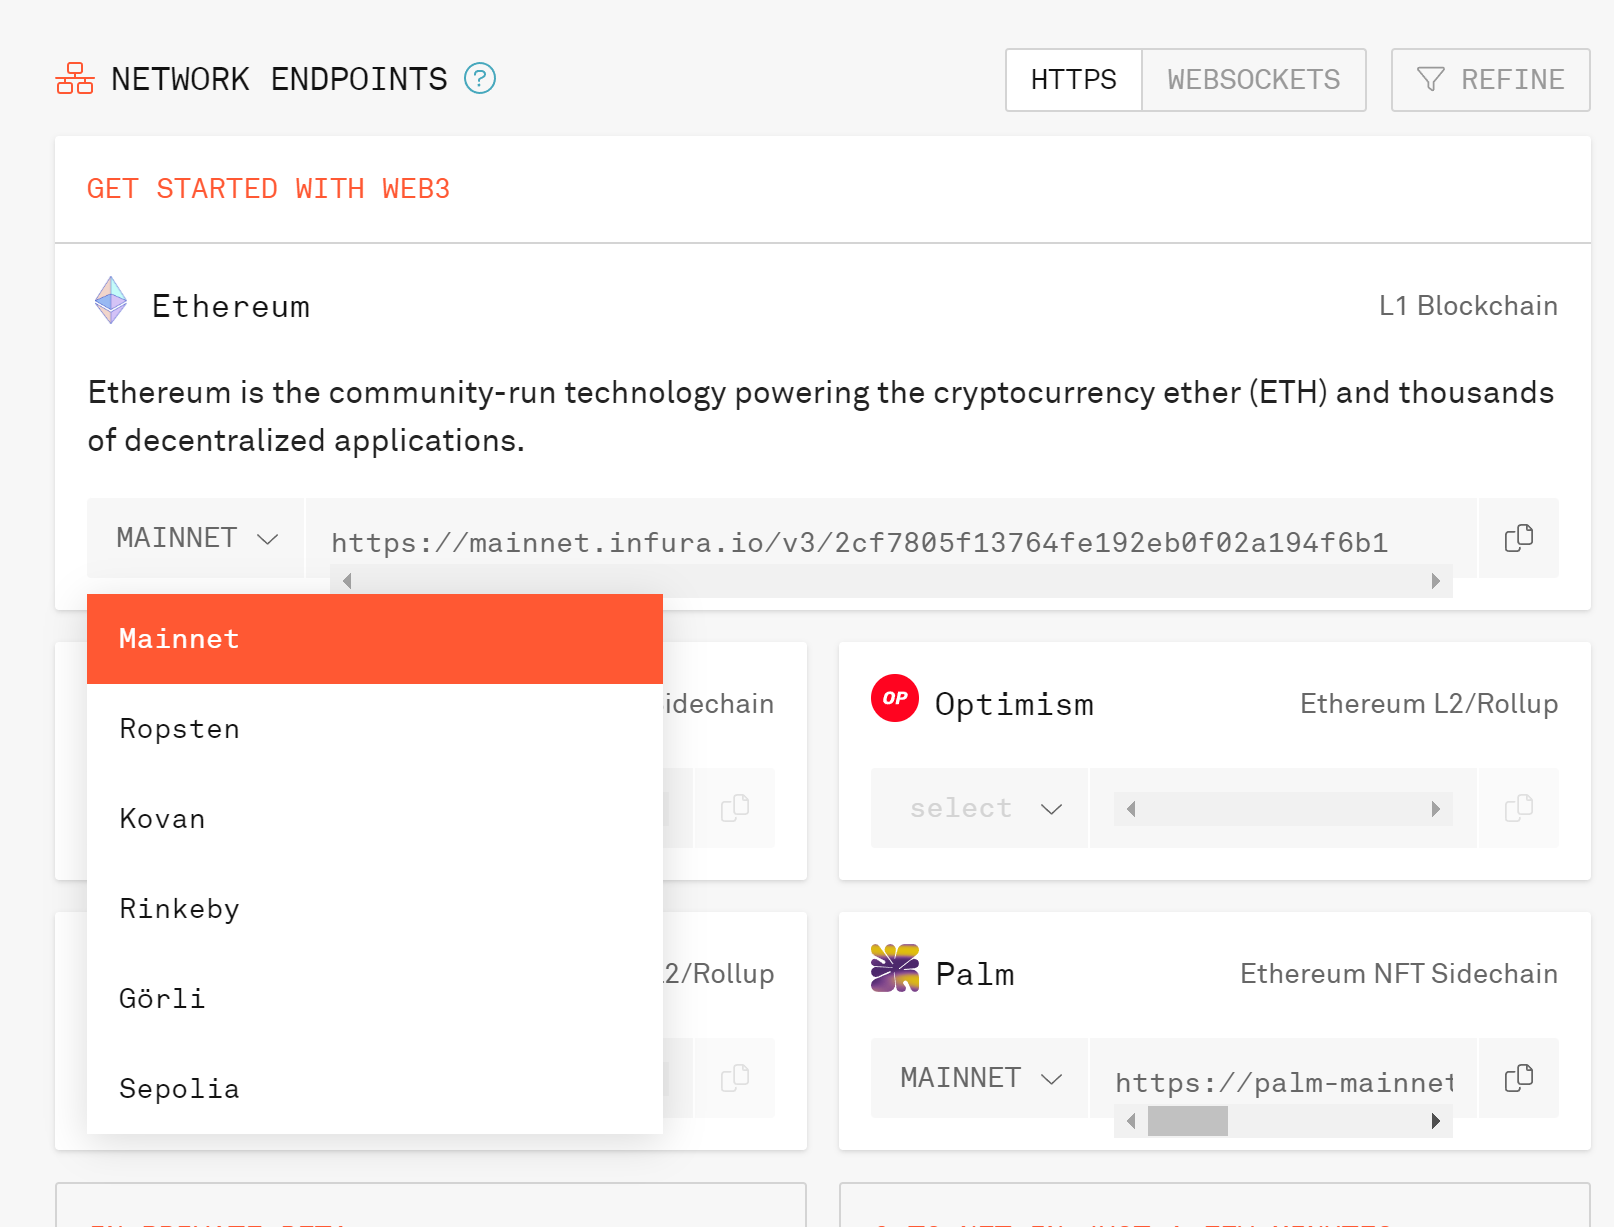 NETWORK ENDPOINTS ?
HTTPS WEBSOCKETS REFINE
GET STARTED WITH WEB3
Ethereum L1 Blockchain
Ethereum is the community-run technology powering the cryptocurrency ether (ETH) and thousands
of decentralized applications.
MAINNET https://mainnet.infura.io/v3/2cf7805f13764fe192eb0f02a194f6b1
Mainnet
Ropsten
Kovan
Rinkeby
Görli
Sepolia
idechain
OP Optimism Ethereum L2/Rollup
select
2/Rollup
Palm Ethereum NFT Sidechain
MAINNET https://palm-mainnet